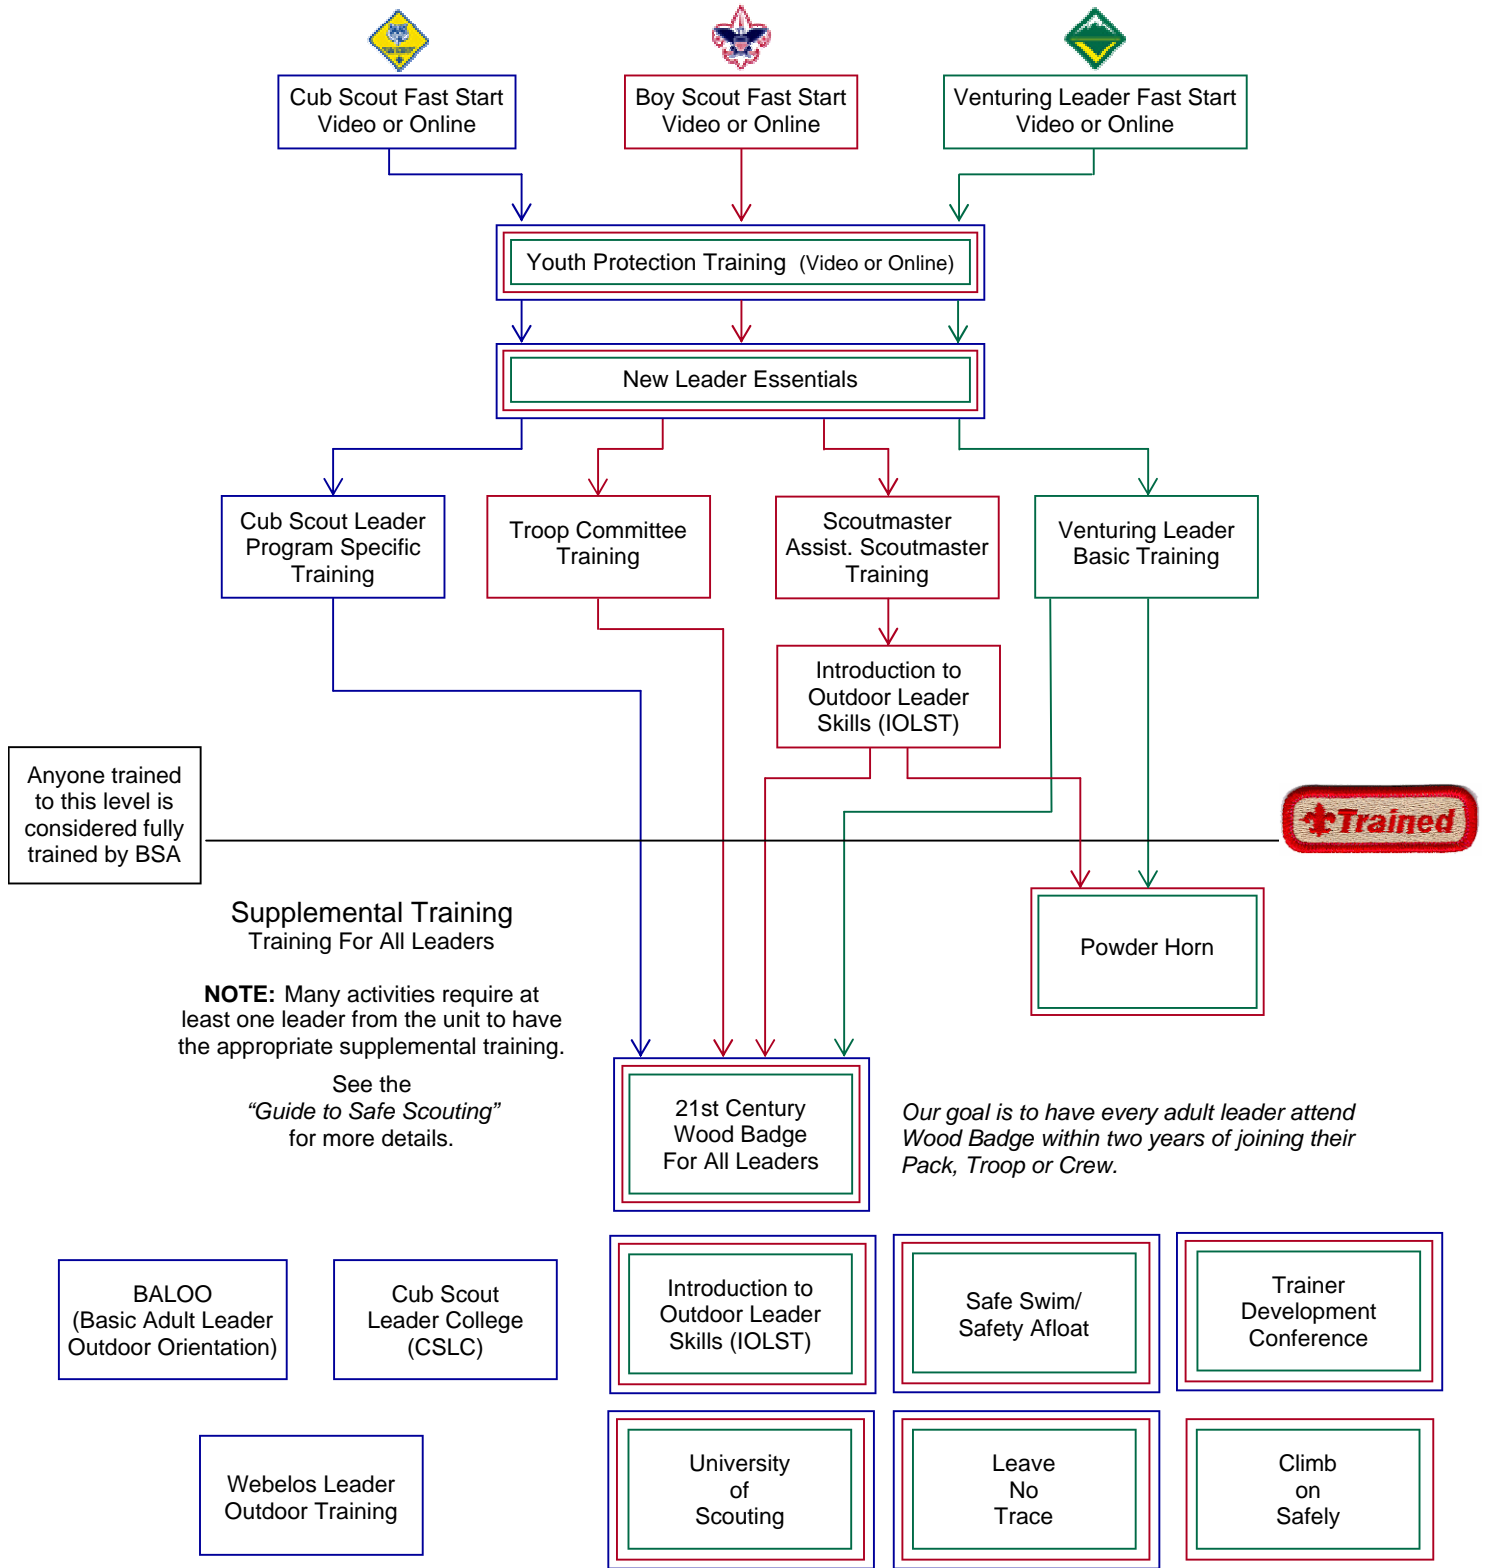 Cub Scout Fast Start
Video or Online
Boy Scout Fast Start
Video or Online
Venturing Leader Fast Start
Video or Online
Youth Protection Training (Video or Online)
New Leader Essentials
Cub Scout Leader
Program Specific
Training
Troop Committee
Training
Scoutmaster
Assist. Scoutmaster
Training
Venturing Leader
Basic Training
Introduction to
Outdoor Leader
Skills (IOLST)
Anyone trained
to this level is
considered fully
trained by BSA
Trained
Supplemental Training
Training For All Leaders
NOTE: Many activities require at
least one leader from the unit to have
the appropriate supplemental training.
See the
“Guide to Safe Scouting”
for more details.
Powder Horn
21st Century
Wood Badge
For All Leaders
Our goal is to have every adult leader attend
Wood Badge within two years of joining their
Pack, Troop or Crew.
BALOO
(Basic Adult Leader
Outdoor Orientation)
Cub Scout
Leader College
(CSLC)
Introduction to
Outdoor Leader
Skills (IOLST)
Safe Swim/
Safety Afloat
Trainer
Development
Conference
Webelos Leader
Outdoor Training
University
of
Scouting
Leave
No
Trace
Climb
on
Safely